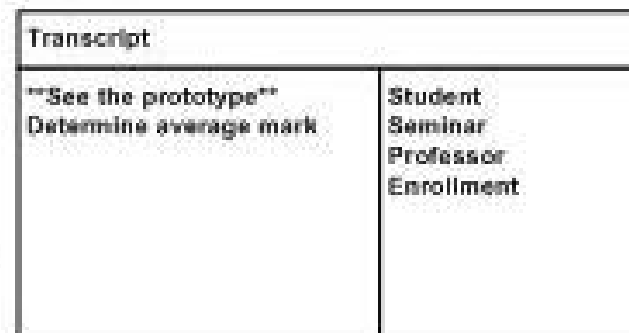 Transcript
**See the prototype**
Determine average mark
Student
Seminar
Professor
Enrollment